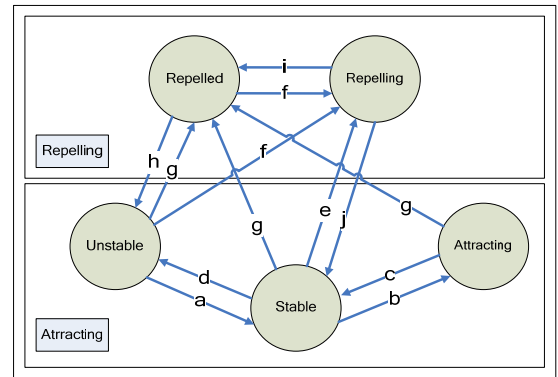 i
Repelled
Repelling
f
Repelling
h
g
f
g
e
j
g
Unstable
Attracting
d
c
a
b
Stable
Atrracting